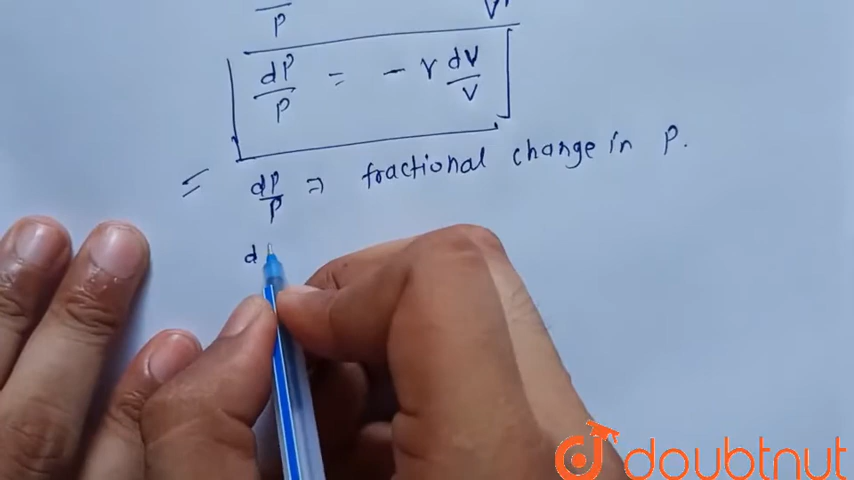 P V
dP/P = - γ dV/V
= dP/P ⇒ fractional change in P.
d
doubtnut